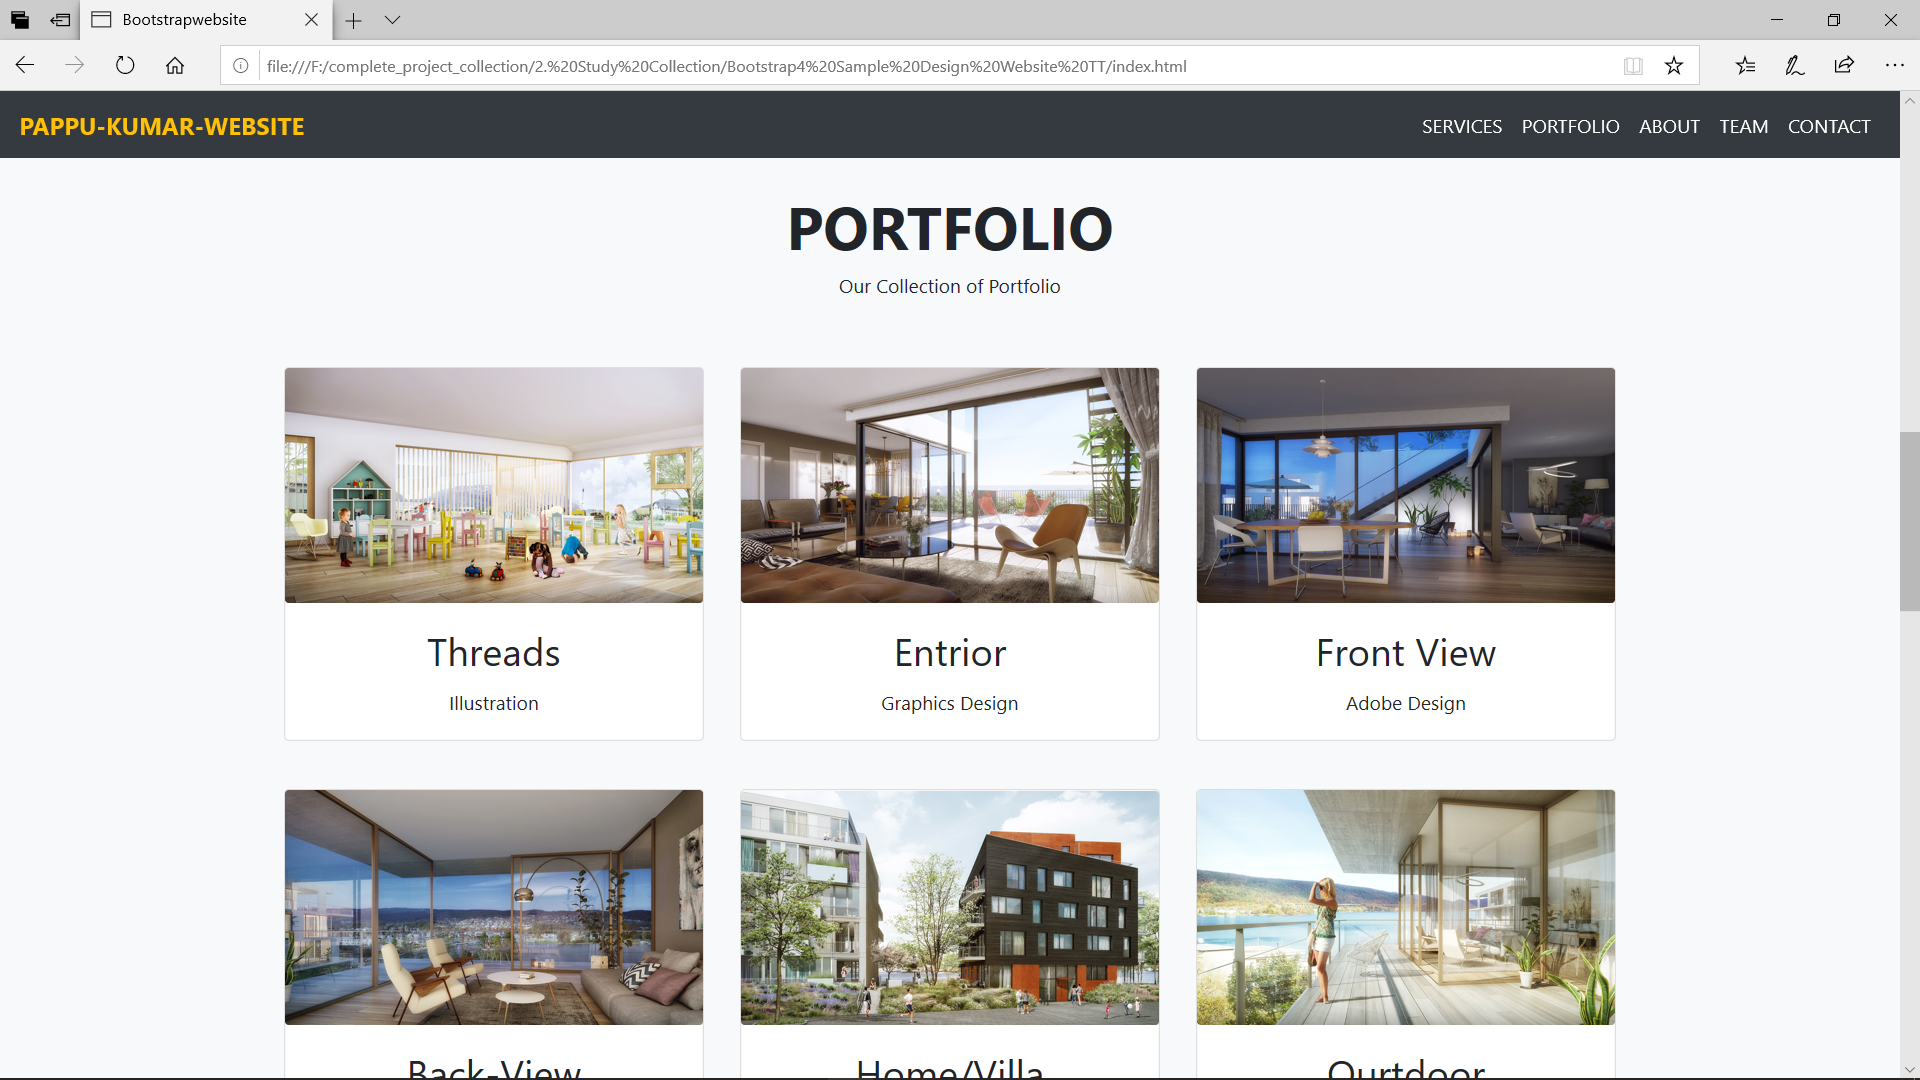 Bootstrapwebsite
file:///F:/complete_project_collection/2.%20Study%20Collection/Bootstrap4%20Sample%20Design%20Website%20TT/index.html
PAPPU-KUMAR-WEBSITE
SERVICES PORTFOLIO ABOUT TEAM CONTACT
PORTFOLIO
Our Collection of Portfolio
Threads
Illustration
Entrior
Graphics Design
Front View
Adobe Design
Back-View
Home/Villa
Ourtdoor